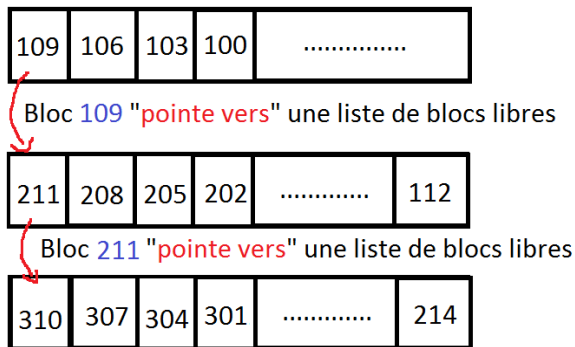 109 106 103 100 ...............
Bloc 109 "pointe vers" une liste de blocs libres
211 208 205 202 ............. 112
Bloc 211 "pointe vers" une liste de blocs libres
310 307 304 301 ............. 214